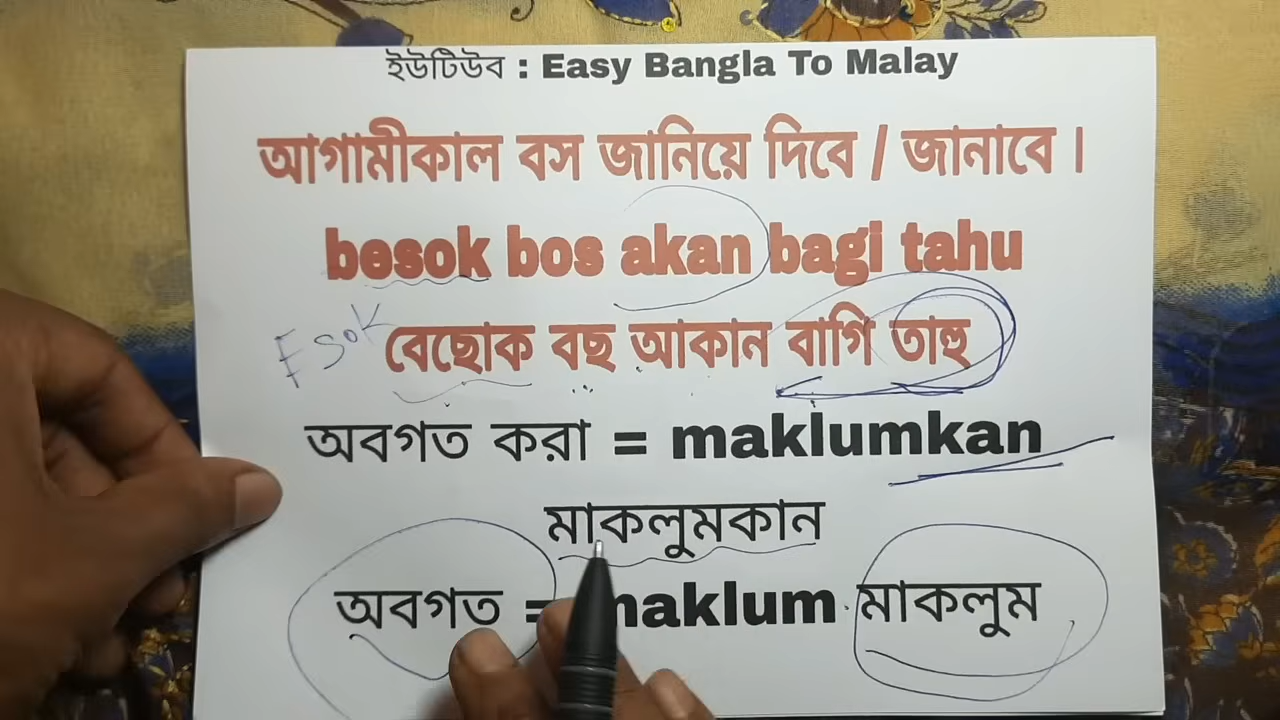 ইউটিউব : Easy Bangla To Malay
আগামীকাল বস জানিয়ে দিবে / জানাবে ।
besok bos akan bagi tahu
Esok
বেছোক বছ আকান বাগি তাহু
অবগত করা = maklumkan
মাকলুমকান
অবগত = maklum মাকলুম